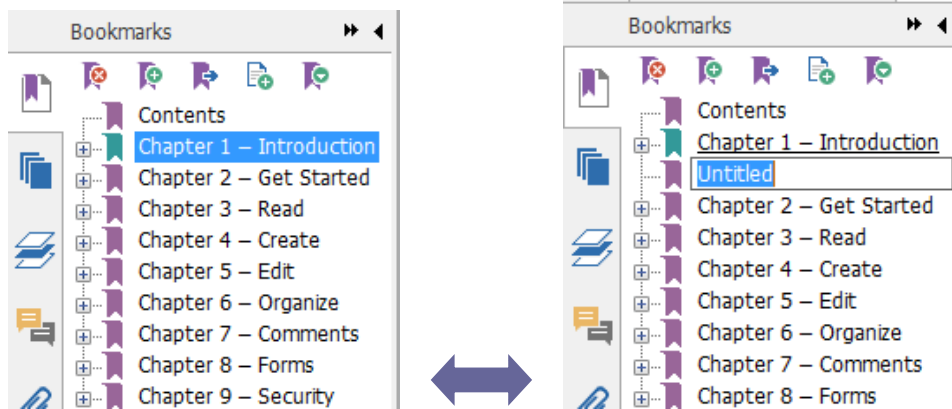 Bookmarks
Contents
Chapter 1 – Introduction
Chapter 2 – Get Started
Chapter 3 – Read
Chapter 4 – Create
Chapter 5 – Edit
Chapter 6 – Organize
Chapter 7 – Comments
Chapter 8 – Forms
Chapter 9 – Security
Bookmarks
Contents
Chapter 1 – Introduction
Untitled
Chapter 2 – Get Started
Chapter 3 – Read
Chapter 4 – Create
Chapter 5 – Edit
Chapter 6 – Organize
Chapter 7 – Comments
Chapter 8 – Forms